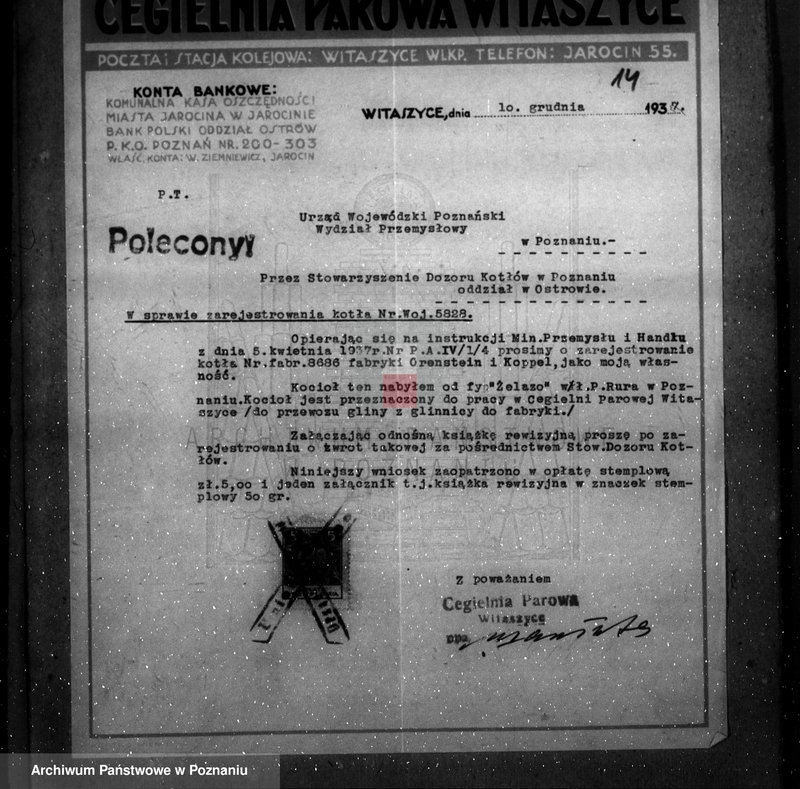 CEGIELNIA PAROWA WITASZYCE
POCZTA I STACJA KOLEJOWA: WITASZYCE WLKP. TELEFON: JAROCIN 55.
14
KONTA BANKOWE:
KOMUNALNA KASA OSZCZĘDNOŚCI
MIASTA JAROCINA W JAROCINIE
BANK POLSKI ODDZIAŁ OSTRÓW
P. K. O. POZNAŃ NR. 200-303
WŁAŚC. KONTA: W. ZIEMNIEWICZ, JAROCIN
WITASZYCE, dnia 10. grudnia 1937.
P.T.
Urząd Wojewódzki Poznański
Wydział Przemysłowy
Polecony
w Poznaniu.-
Przez Stowarzyszenie Dozoru Kotłów w Poznaniu
oddział w Ostrowie.
W sprawie zarejestrowania kotła Nr.Woj.5828.
Opierając się na instrukcji Min.Przemysłu i Handlu
z dnia 5.kwietnia 1937r.Nr P.A.IV/1/4 prosimy o zarejestrowanie
kotła Nr.fabr.8686 fabryki Orenstein i Koppel,jako moją włas-
ność.
Kocioł ten nabyłem od fy."Żelazo" wł.P.Rura w Poz-
naniu.Kocioł jest przeznaczony do pracy w Cegielni Parowej Wita-
szyce /do przewozu gliny z glinnicy do fabryki./
Załączając odnośną książkę rewizyjną proszę po za-
rejestrowaniu o zwrot takowej za pośrednictwem Stow.Dozoru Kot-
łów.
Niniejszy wniosek zaopatrzono w opłatę stemplową
zł.5,00 i jeden załącznik t.j.książka rewizyjna w znaczek stem-
plowy 50 gr.
Z poważaniem
Cegielnia Parowa
Witaszyce
ppa
Archiwum Państwowe w Poznaniu